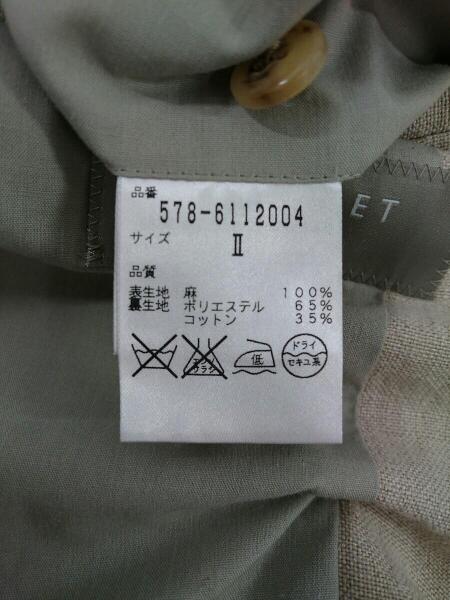 品番
578-6112004
サイズ
Ⅱ
品質
表生地 麻 100%
裏生地 ポリエステル 65%
コットン 35%
低
ドライ
セキユ系
ET